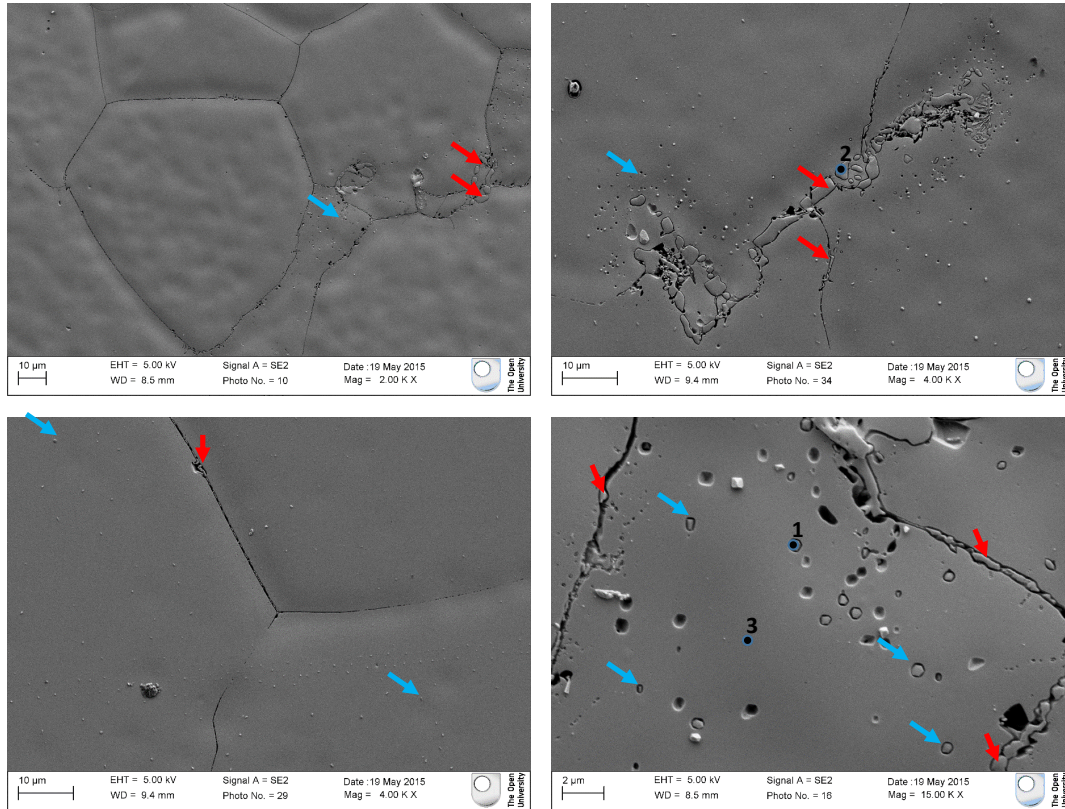 10 µm
EHT = 5.00 kV
Signal A = SE2
Date :19 May 2015
WD = 8.5 mm
Photo No. = 10
Mag = 2.00 K X
The Open
University
2
10 µm
EHT = 5.00 kV
Signal A = SE2
Date :19 May 2015
WD = 9.4 mm
Photo No. = 34
Mag = 4.00 K X
The Open
University
10 µm
EHT = 5.00 kV
Signal A = SE2
Date :19 May 2015
WD = 9.4 mm
Photo No. = 29
Mag = 4.00 K X
The Open
University
1
3
2 µm
EHT = 5.00 kV
Signal A = SE2
Date :19 May 2015
WD = 8.5 mm
Photo No. = 16
Mag = 15.00 K X
The Open
University